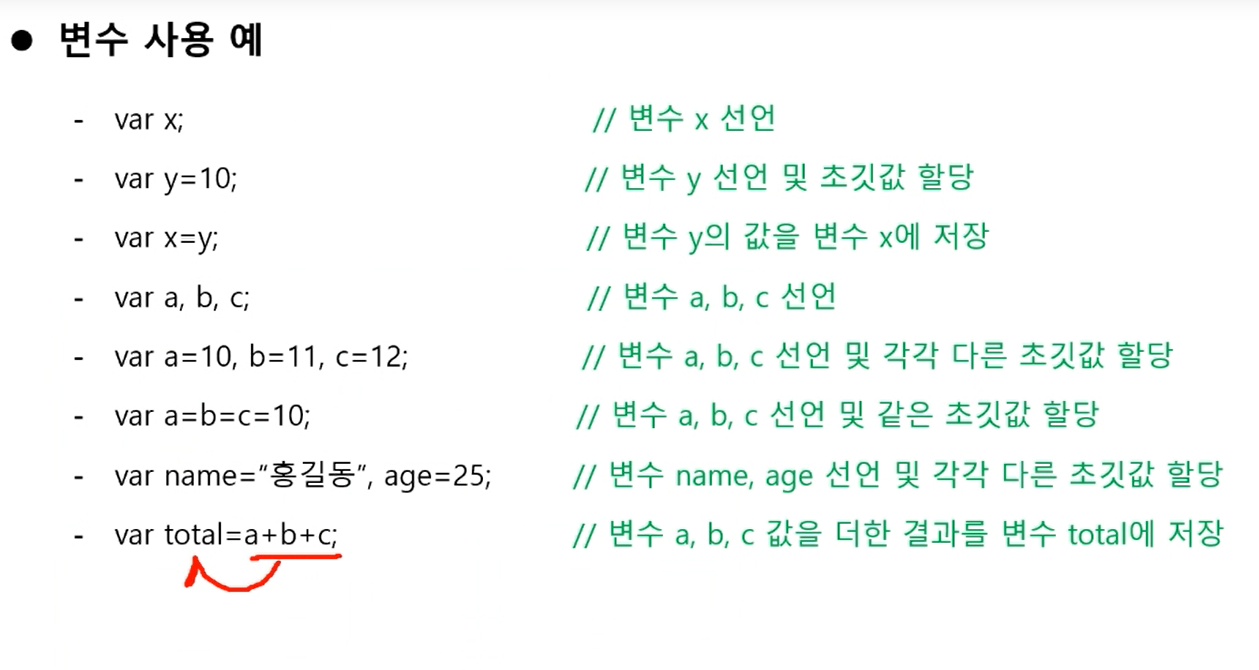 ● 변수 사용 예
- var x; // 변수 x 선언
- var y=10; // 변수 y 선언 및 초깃값 할당
- var x=y; // 변수 y의 값을 변수 x에 저장
- var a, b, c; // 변수 a, b, c 선언
- var a=10, b=11, c=12; // 변수 a, b, c 선언 및 각각 다른 초깃값 할당
- var a=b=c=10; // 변수 a, b, c 선언 및 같은 초깃값 할당
- var name=“홍길동”, age=25; // 변수 name, age 선언 및 각각 다른 초깃값 할당
- var total=a+b+c; // 변수 a, b, c 값을 더한 결과를 변수 total에 저장